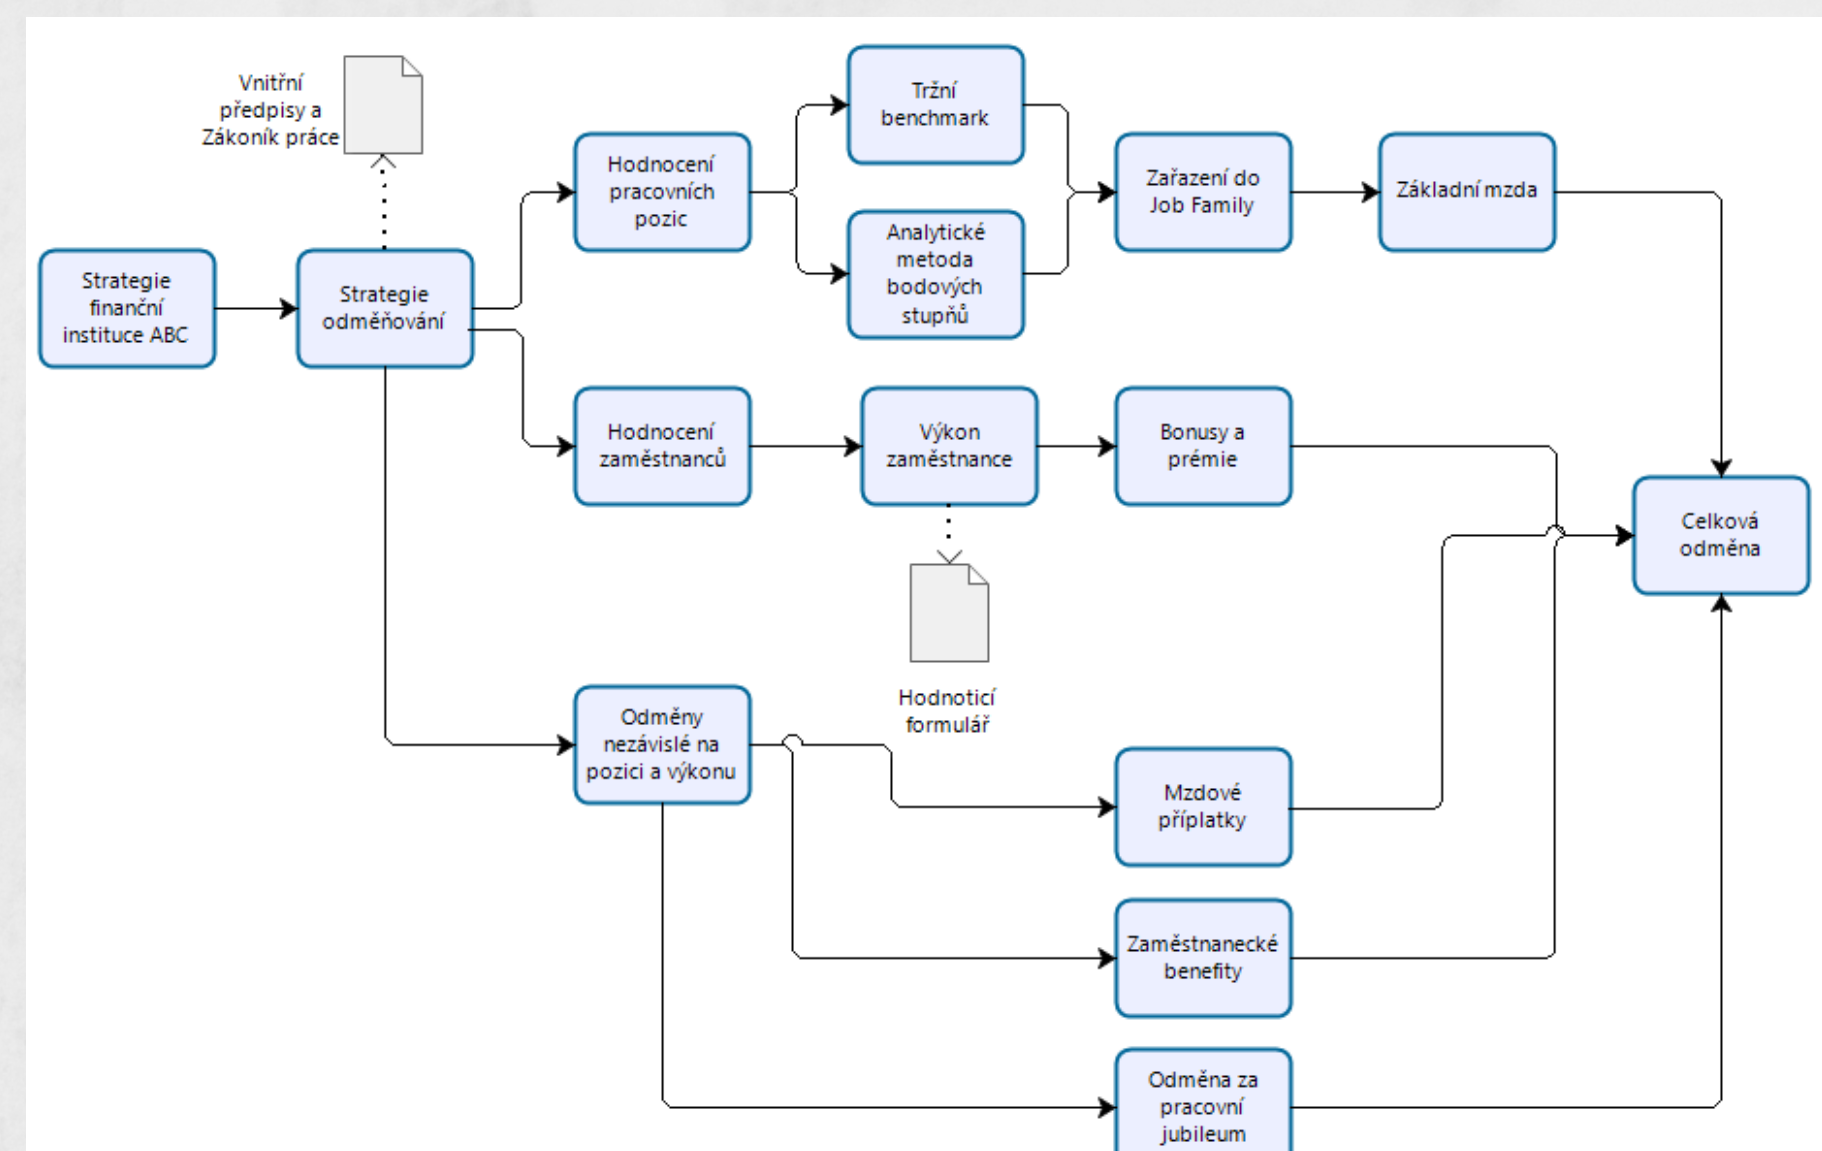 Vnitřní
předpisy a
Zákoník práce
Strategie
finanční
instituce ABC
Strategie
odměňování
Hodnocení
pracovních
pozic
Tržní
benchmark
Analytické
metoda
bodových
stupňů
Zařazení do
Job Family
Základní mzda
Hodnocení
zaměstnanců
Výkon
zaměstnance
Bonusy a
prémie
Celková
odměna
Hodnoticí
formulář
Odměny
nezávislé na
pozici a výkonu
Mzdové
příplatky
Zaměstnanecké
benefity
Odměna za
pracovní
jubileum